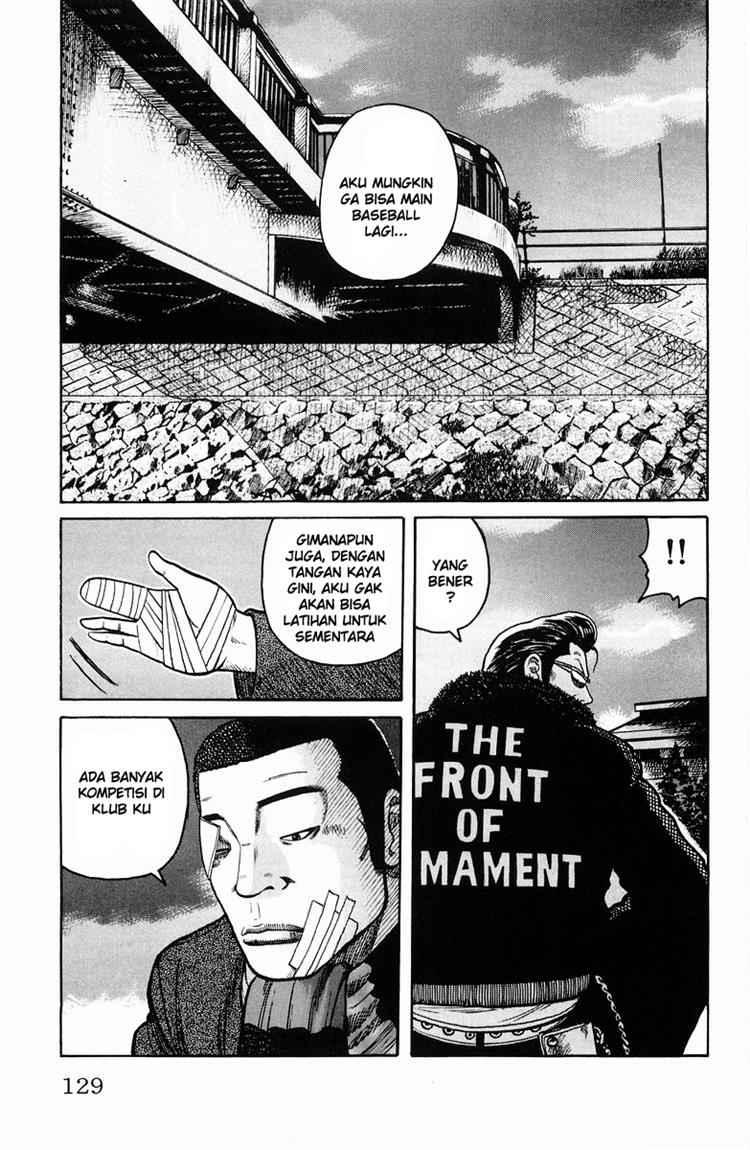 AKU MUNGKIN
GA BISA MAIN
BASEBALL
LAGI...
!!
YANG
BENER
?
GIMANAPUN
JUGA, DENGAN
TANGAN KAYA
GINI, AKU GAK
AKAN BISA
LATIHAN UNTUK
SEMENTARA
THE
FRONT
OF
MAMENT
ADA BANYAK
KOMPETISI DI
KLUB KU
129